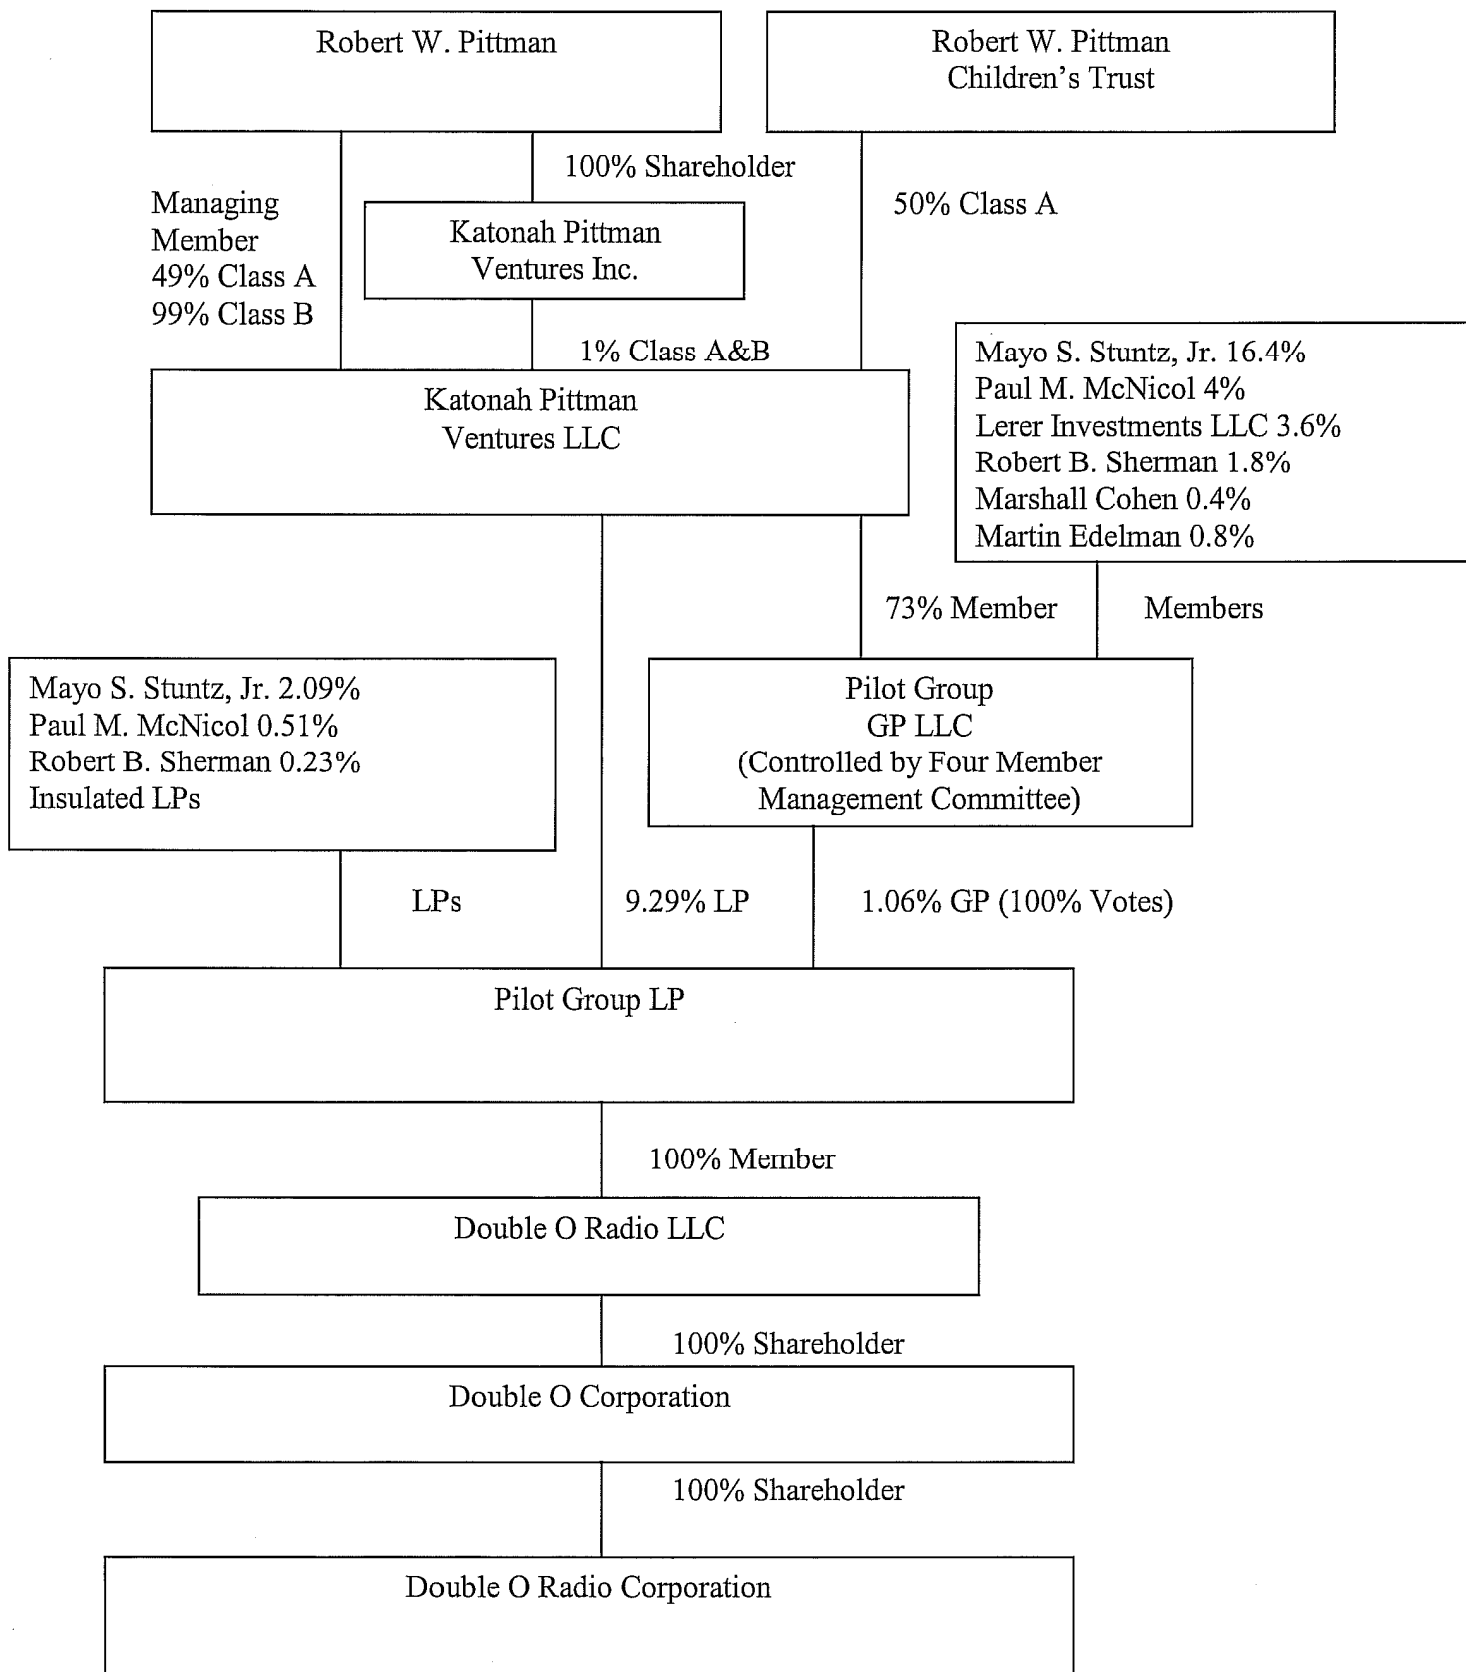 Robert W. Pittman
Robert W. Pittman
Children's Trust
100% Shareholder
Managing
Member
49% Class A
99% Class B
Katonah Pittman
Ventures Inc.
50% Class A
1% Class A&B
Katonah Pittman
Ventures LLC
Mayo S. Stuntz, Jr. 16.4%
Paul M. McNicol 4%
Lerer Investments LLC 3.6%
Robert B. Sherman 1.8%
Marshall Cohen 0.4%
Martin Edelman 0.8%
73% Member
Members
Mayo S. Stuntz, Jr. 2.09%
Paul M. McNicol 0.51%
Robert B. Sherman 0.23%
Insulated LPs
Pilot Group
GP LLC
(Controlled by Four Member
Management Committee)
LPs
9.29% LP
1.06% GP (100% Votes)
Pilot Group LP
100% Member
Double O Radio LLC
100% Shareholder
Double O Corporation
100% Shareholder
Double O Radio Corporation